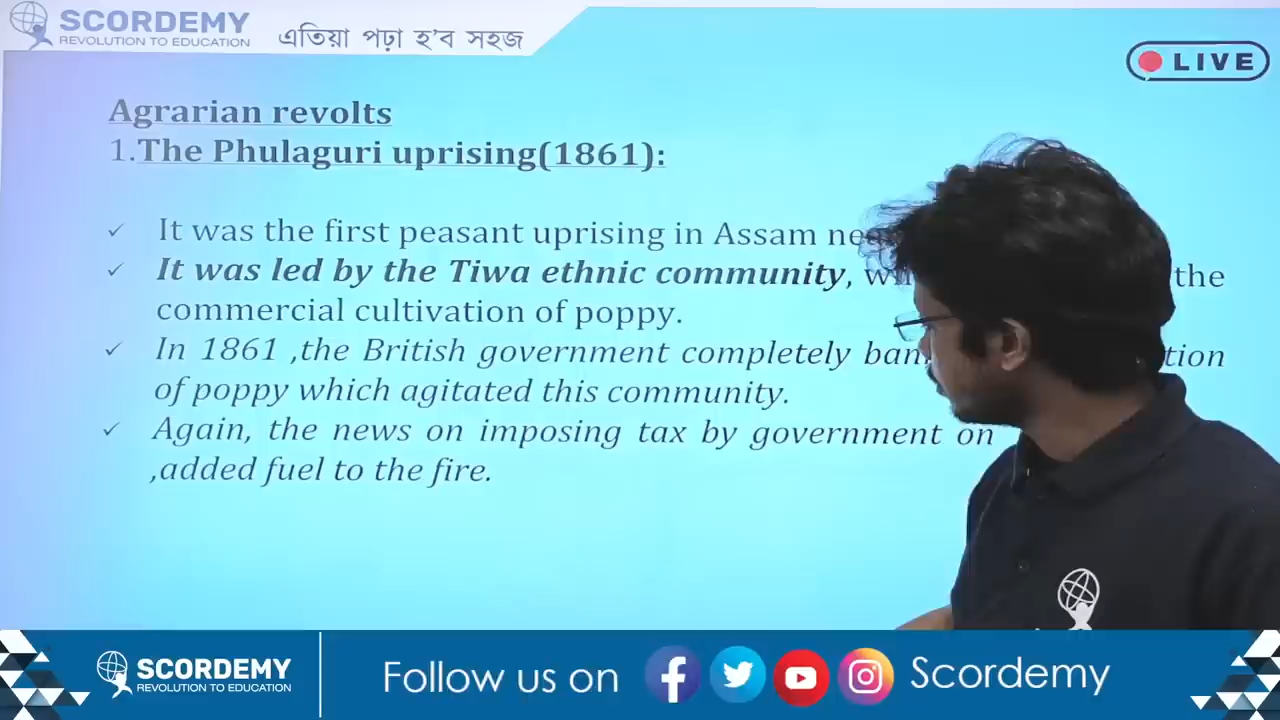 SCORDEMY
REVOLUTION TO EDUCATION
এতিয়া পঢ়া হ'ব সহজ
LIVE
Agrarian revolts
1.The Phulaguri uprising(1861):
✓ It was the first peasant uprising in Assam
✓ It was led by the Tiwa ethnic community, the
commercial cultivation of poppy.
✓ In 1861 ,the British government completely
of poppy which agitated this community.
✓ Again, the news on imposing tax by government on
,added fuel to the fire.
SCORDEMY
REVOLUTION TO EDUCATION
Follow us on Scordemy